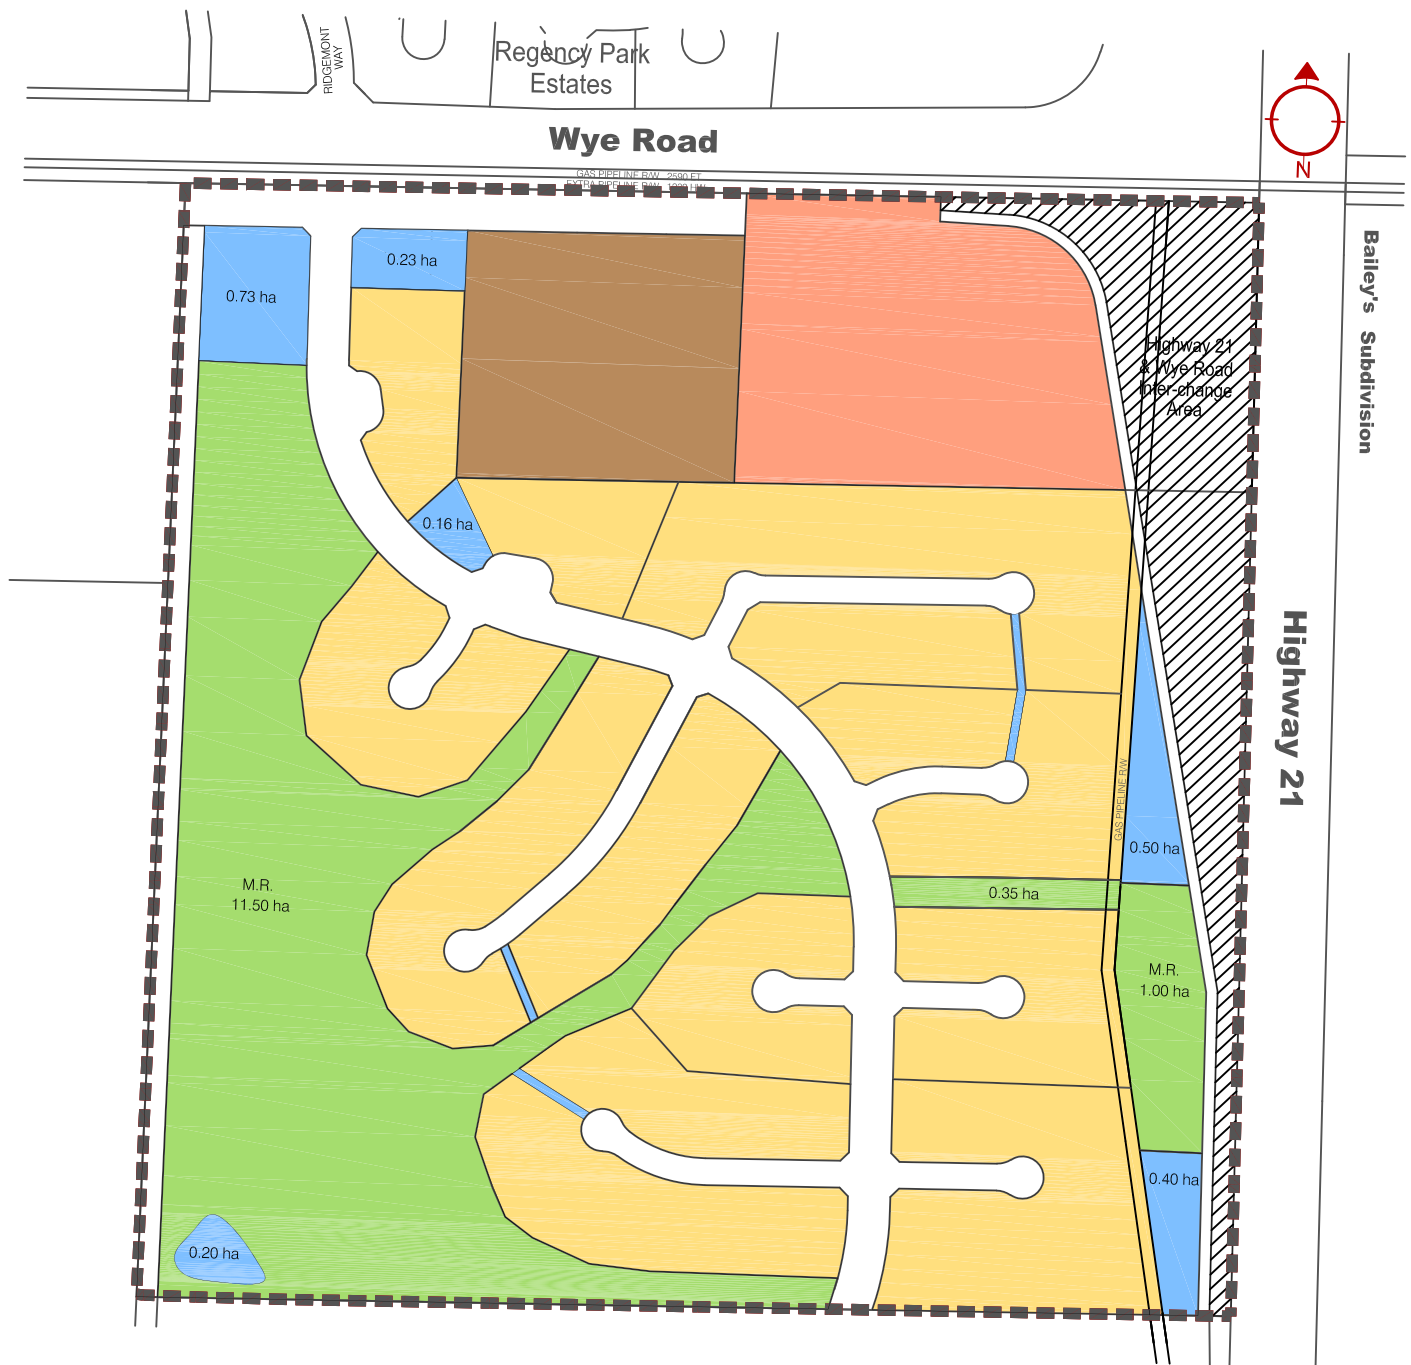 RIDGEMONT
WAY
Regency Park
Estates
Wye Road
GAS PIPELINE R/W
N
0.73 ha
0.23 ha
Bailey's Subdivision
Highway 21
& Wye Road
Inter-change
Area
0.16 ha
Highway 21
GAS PIPELINE R/W
0.50 ha
M.R.
11.50 ha
0.35 ha
M.R.
1.00 ha
0.40 ha
0.20 ha